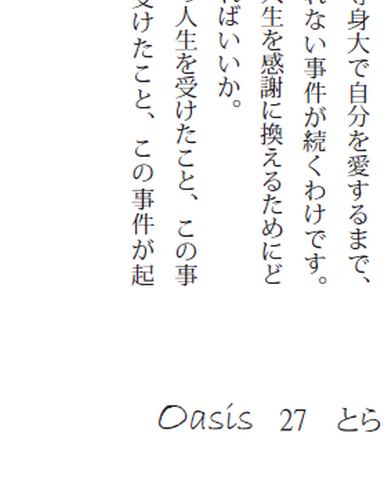 身大で自分を愛するまで、
れない事件が続くわけです。
人生を感謝に換えるためにど
ればいいか。
人生を受けたこと、この事
受けたこと、この事件が起
Oasis 27 とら